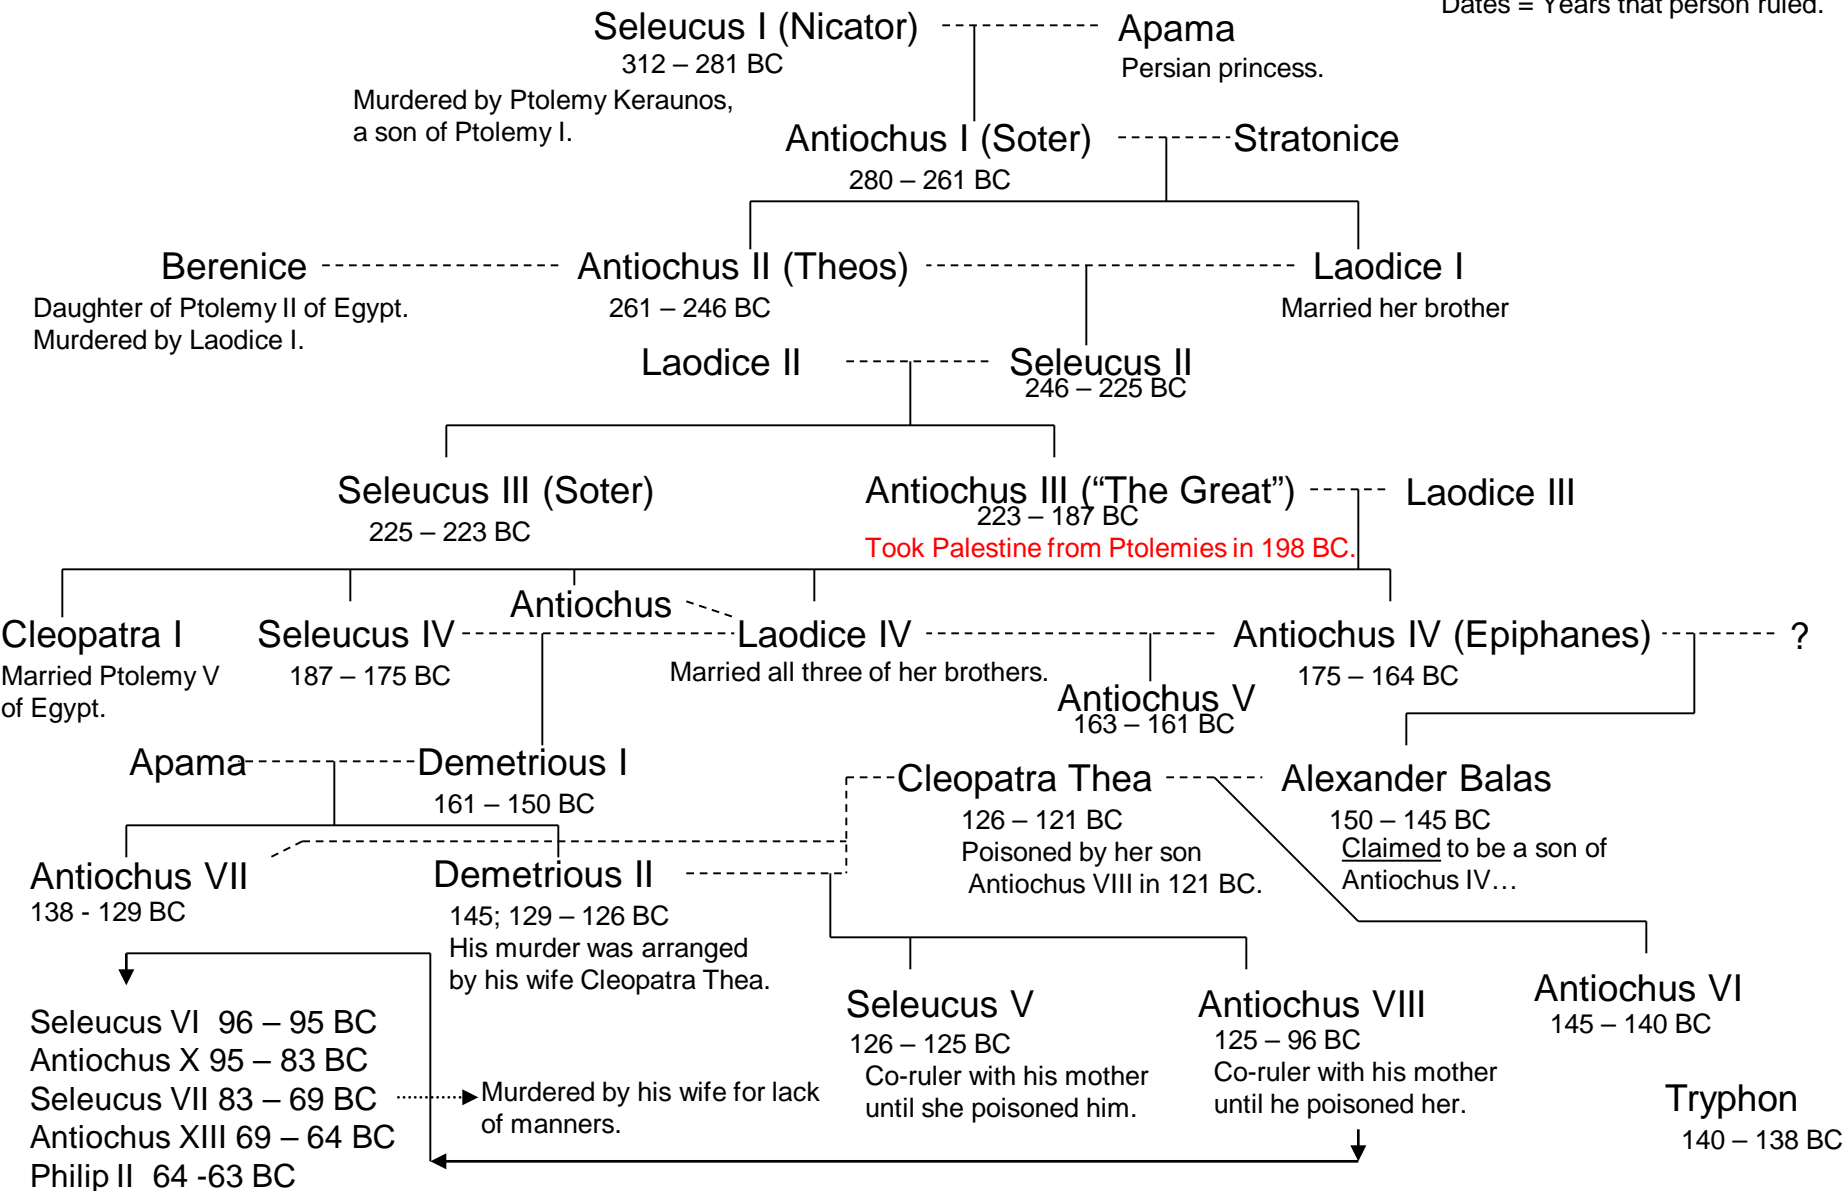 Dates = Years that person ruled.
Seleucus I (Nicator)
Apama
312 – 281 BC
Persian princess.
Murdered by Ptolemy Keraunos,
a son of Ptolemy I.
Antiochus I (Soter)
Stratonice
280 – 261 BC
Berenice
Antiochus II (Theos)
Laodice I
Daughter of Ptolemy II of Egypt.
Murdered by Laodice I.
261 – 246 BC
Married her brother
Laodice II
Seleucus II
246 – 225 BC
Seleucus III (Soter)
225 – 223 BC
Antiochus III (“The Great”)
223 – 187 BC
Took Palestine from Ptolemies in 198 BC.
Laodice III
Cleopatra I
Married Ptolemy V
of Egypt.
Seleucus IV
187 – 175 BC
Antiochus
Laodice IV
Married all three of her brothers.
Antiochus IV (Epiphanes)
175 – 164 BC
?
Antiochus V
163 – 161 BC
Apama
Demetrious I
161 – 150 BC
Cleopatra Thea
126 – 121 BC
Poisoned by her son
Antiochus VIII in 121 BC.
Alexander Balas
150 – 145 BC
Claimed to be a son of
Antiochus IV…
Antiochus VII
138 - 129 BC
Demetrious II
145; 129 – 126 BC
His murder was arranged
by his wife Cleopatra Thea.
Seleucus V
126 – 125 BC
Co-ruler with his mother
until she poisoned him.
Antiochus VIII
125 – 96 BC
Co-ruler with his mother
until he poisoned her.
Antiochus VI
145 – 140 BC
Tryphon
140 – 138 BC
Seleucus VI 96 – 95 BC
Antiochus X 95 – 83 BC
Seleucus VII 83 – 69 BC
Antiochus XIII 69 – 64 BC
Philip II 64 -63 BC
Murdered by his wife for lack
of manners.